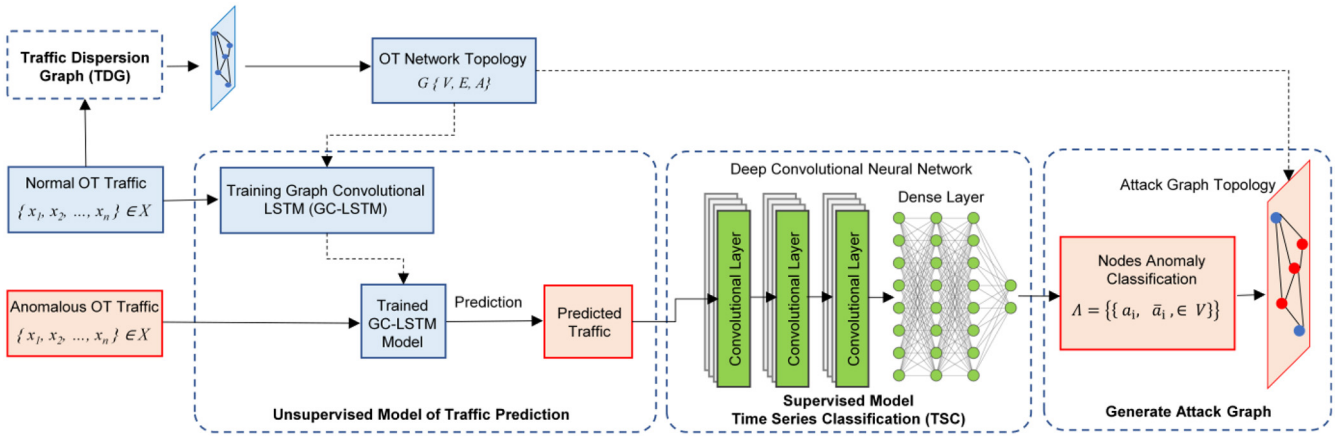 Traffic Dispersion
Graph (TDG)
OT Network Topology
G { V, E, A}
Normal OT Traffic
{ x1, x2, ..., xn } ∈ X
Training Graph Convolutional
LSTM (GC-LSTM)
Anomalous OT Traffic
{ x1, x2, ..., xn } ∈ X
Trained
GC-LSTM
Model
Prediction
Predicted
Traffic
Unsupervised Model of Traffic Prediction
Deep Convolutional Neural Network
Dense Layer
Convolutional Layer
Convolutional Layer
Convolutional Layer
Supervised Model
Time Series Classification (TSC)
Attack Graph Topology
Nodes Anomaly
Classification
Λ = {{ ai, āi , ∈ V}}
Generate Attack Graph